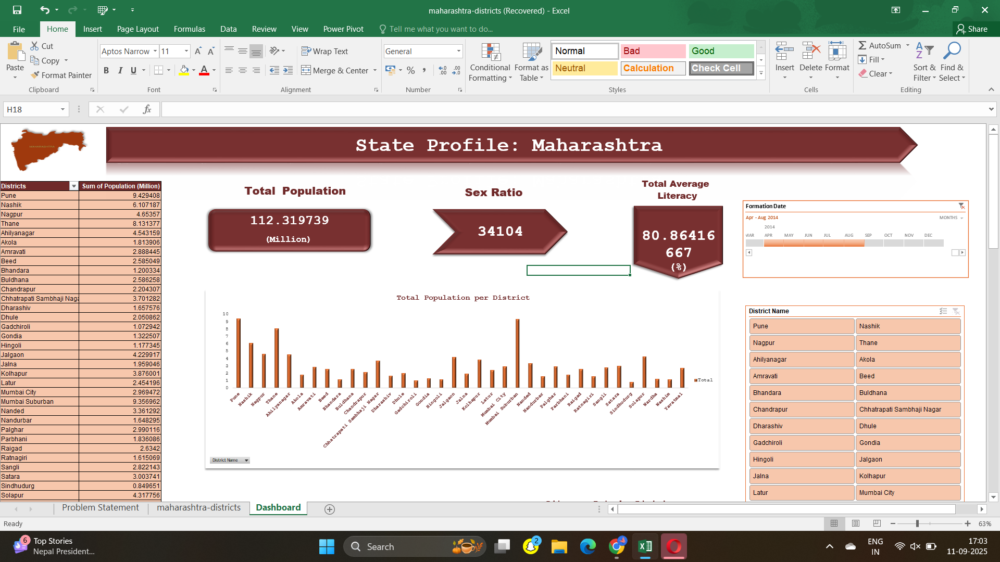 maharashtra-districts (Recovered) - Excel
File Home Insert Page Layout Formulas Data Review View Power Pivot Tell me what you want to do... Share
Cut
Copy
Format Painter
Paste
Clipboard
Aptos Narrow 11
B I U
Font
Wrap Text
Merge & Center
Alignment
General
%
Number
Conditional Formatting
Format as Table
Normal Bad Good
Neutral Calculation Check Cell
Styles
Insert Delete Format
Cells
AutoSum
Fill
Clear
Sort & Filter
Find & Select
Editing
H18
fx
MAHARASHTRA
State Profile: Maharashtra
Districts Sum of Population (Million)
Pune 9.429408
Nashik 6.107187
Nagpur 4.65357
Thane 8.131377
Ahilyanagar 4.543159
Akola 1.813906
Amravati 2.888445
Beed 2.585049
Bhandara 1.200334
Buldhana 2.586258
Chandrapur 2.204307
Chhatrapati Sambhaji Naga 3.701282
Dharashiv 1.657576
Dhule 2.050862
Gadchiroli 1.072942
Gondia 1.322507
Hingoli 1.177345
Jalgaon 4.229917
Jalna 1.959046
Kolhapur 3.876001
Latur 2.454196
Mumbai City 2.969472
Mumbai Suburban 9.356962
Nanded 3.361292
Nandurbar 1.648295
Palghar 2.990116
Parbhani 1.836086
Raigad 2.6342
Ratnagiri 1.615069
Sangli 2.822143
Satara 3.003741
Sindhudurg 0.849651
Solapur 4.317756
Total Population
112.319739
(Million)
Sex Ratio
34104
Total Average
Literacy
80.86416
667
(%)
Formation Date
Apr - Aug 2014 MONTHS
2014
MAR APR MAY JUN JUL AUG SEP OCT NOV DEC
Total Population per District
10
9
8
7
6
5
4
3
2
1
0
Pune Nashik Nagpur Thane Ahilyanagar Akola Amravati Beed Bhandara Buldhana Chandrapur Chhatrapati Sambhaji Nagar Dharashiv Dhule Gadchiroli Gondia Hingoli Jalgaon Jalna Kolhapur Latur Mumbai City Mumbai Suburban Nanded Nandurbar Palghar Parbhani Raigad Ratnagiri Sangli Satara Sindhudurg Solapur Wardha Washim Yavatmal
Total
District Name
District Name
Pune Nashik
Nagpur Thane
Ahilyanagar Akola
Amravati Beed
Bhandara Buldhana
Chandrapur Chhatrapati Sambhaji Nagar
Dharashiv Dhule
Gadchiroli Gondia
Hingoli Jalgaon
Jalna Kolhapur
Latur Mumbai City
Problem Statement maharashtra-districts Dashboard
Ready
63%
6
Top Stories
Nepal President...
Search
2
ENG
IN
17:03
11-09-2025